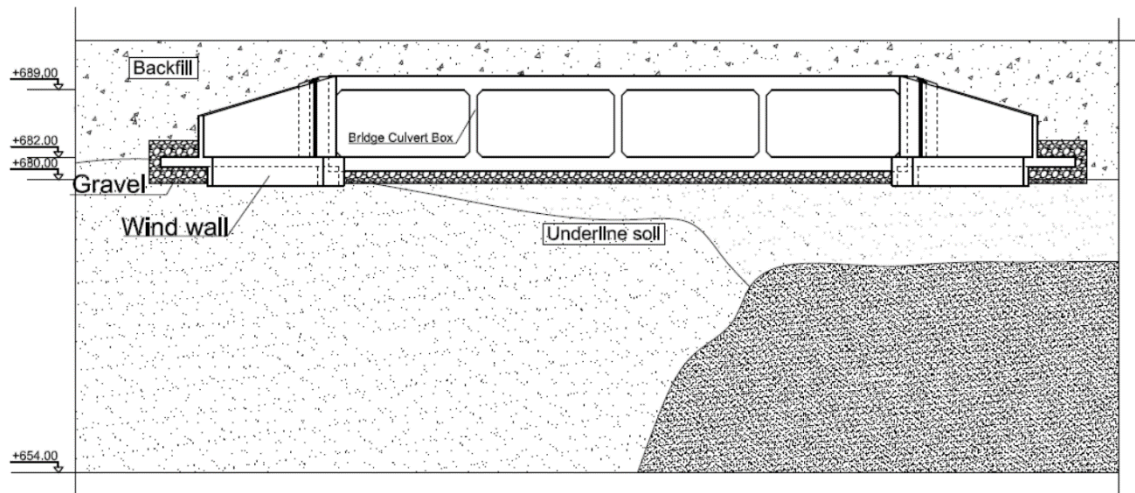 Backfill
+689,00
Bridge Culvert Box
+682,00
+680,00
Gravel
Wind wall
Underline soil
+654,00